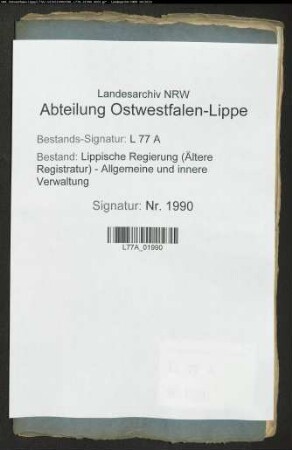 Landesarchiv NRW
Abteilung Ostwestfalen-Lippe
Bestands-Signatur: L 77 A
Bestand: Lippische Regierung (Ältere
Registratur) - Allgemeine und innere
Verwaltung
Signatur: Nr. 1990
L77A_01990